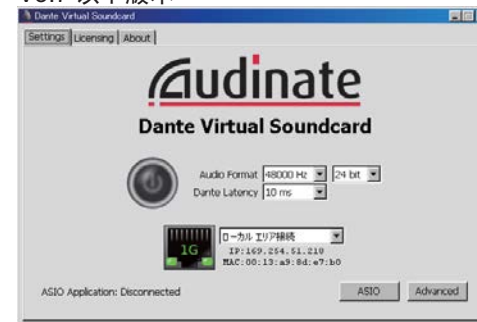 Dante Virtual Soundcard
Settings Licensing About
Audinate
Dante Virtual Soundcard
Audio Format 48000 Hz 24 bit
Dante Latency 10 ms
ローカル エリア接続
1G
IP:169.254.51.210
MAC:00:13:a9:8d:e7:b0
ASIO Application: Disconnected
ASIO Advanced